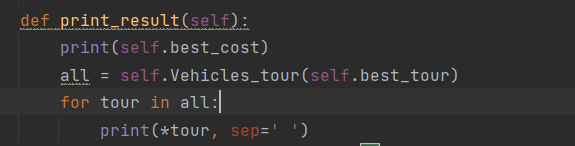 def print_result(self):
    print(self.best_cost)
    all = self.Vehicles_tour(self.best_tour)
    for tour in all:
        print(*tour, sep=' ')